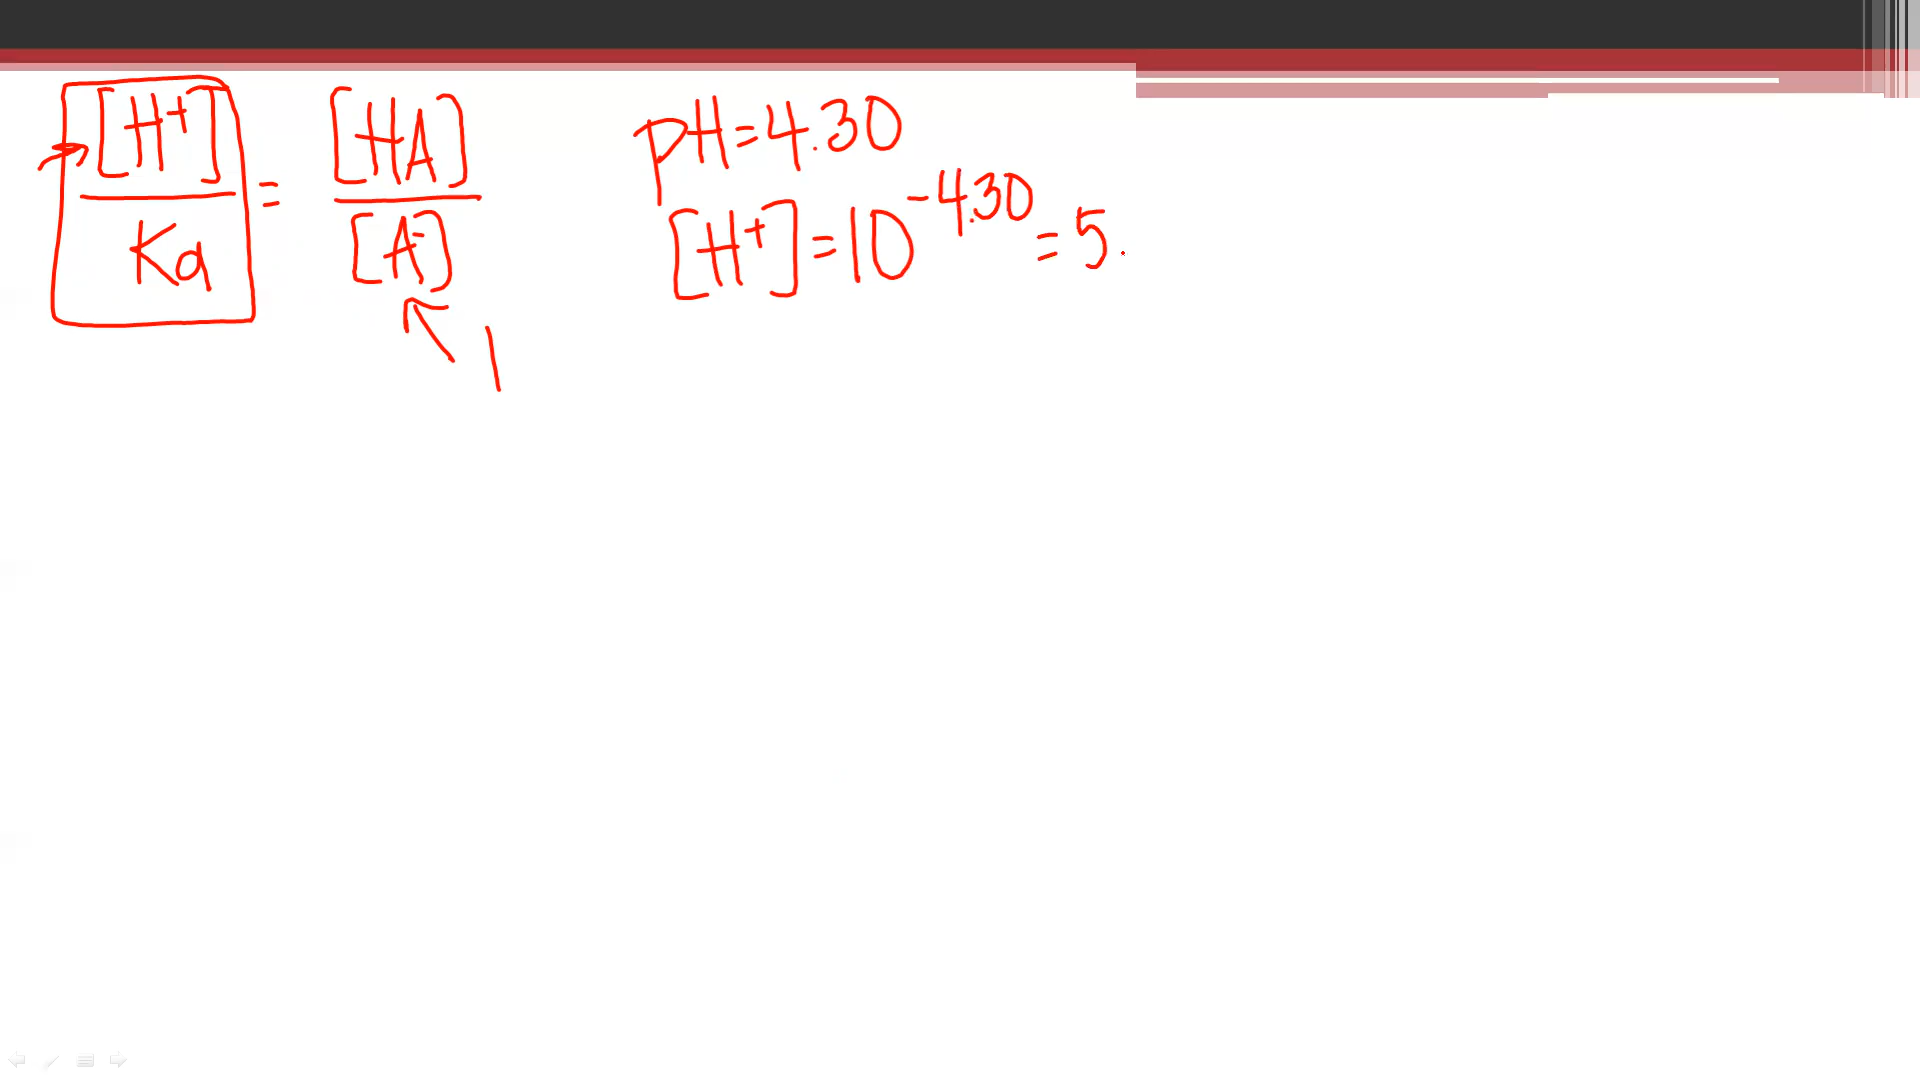 [H+] / Ka = [HA] / [A-]
1
pH=4.30
[H+]=10^-4.30 =5.